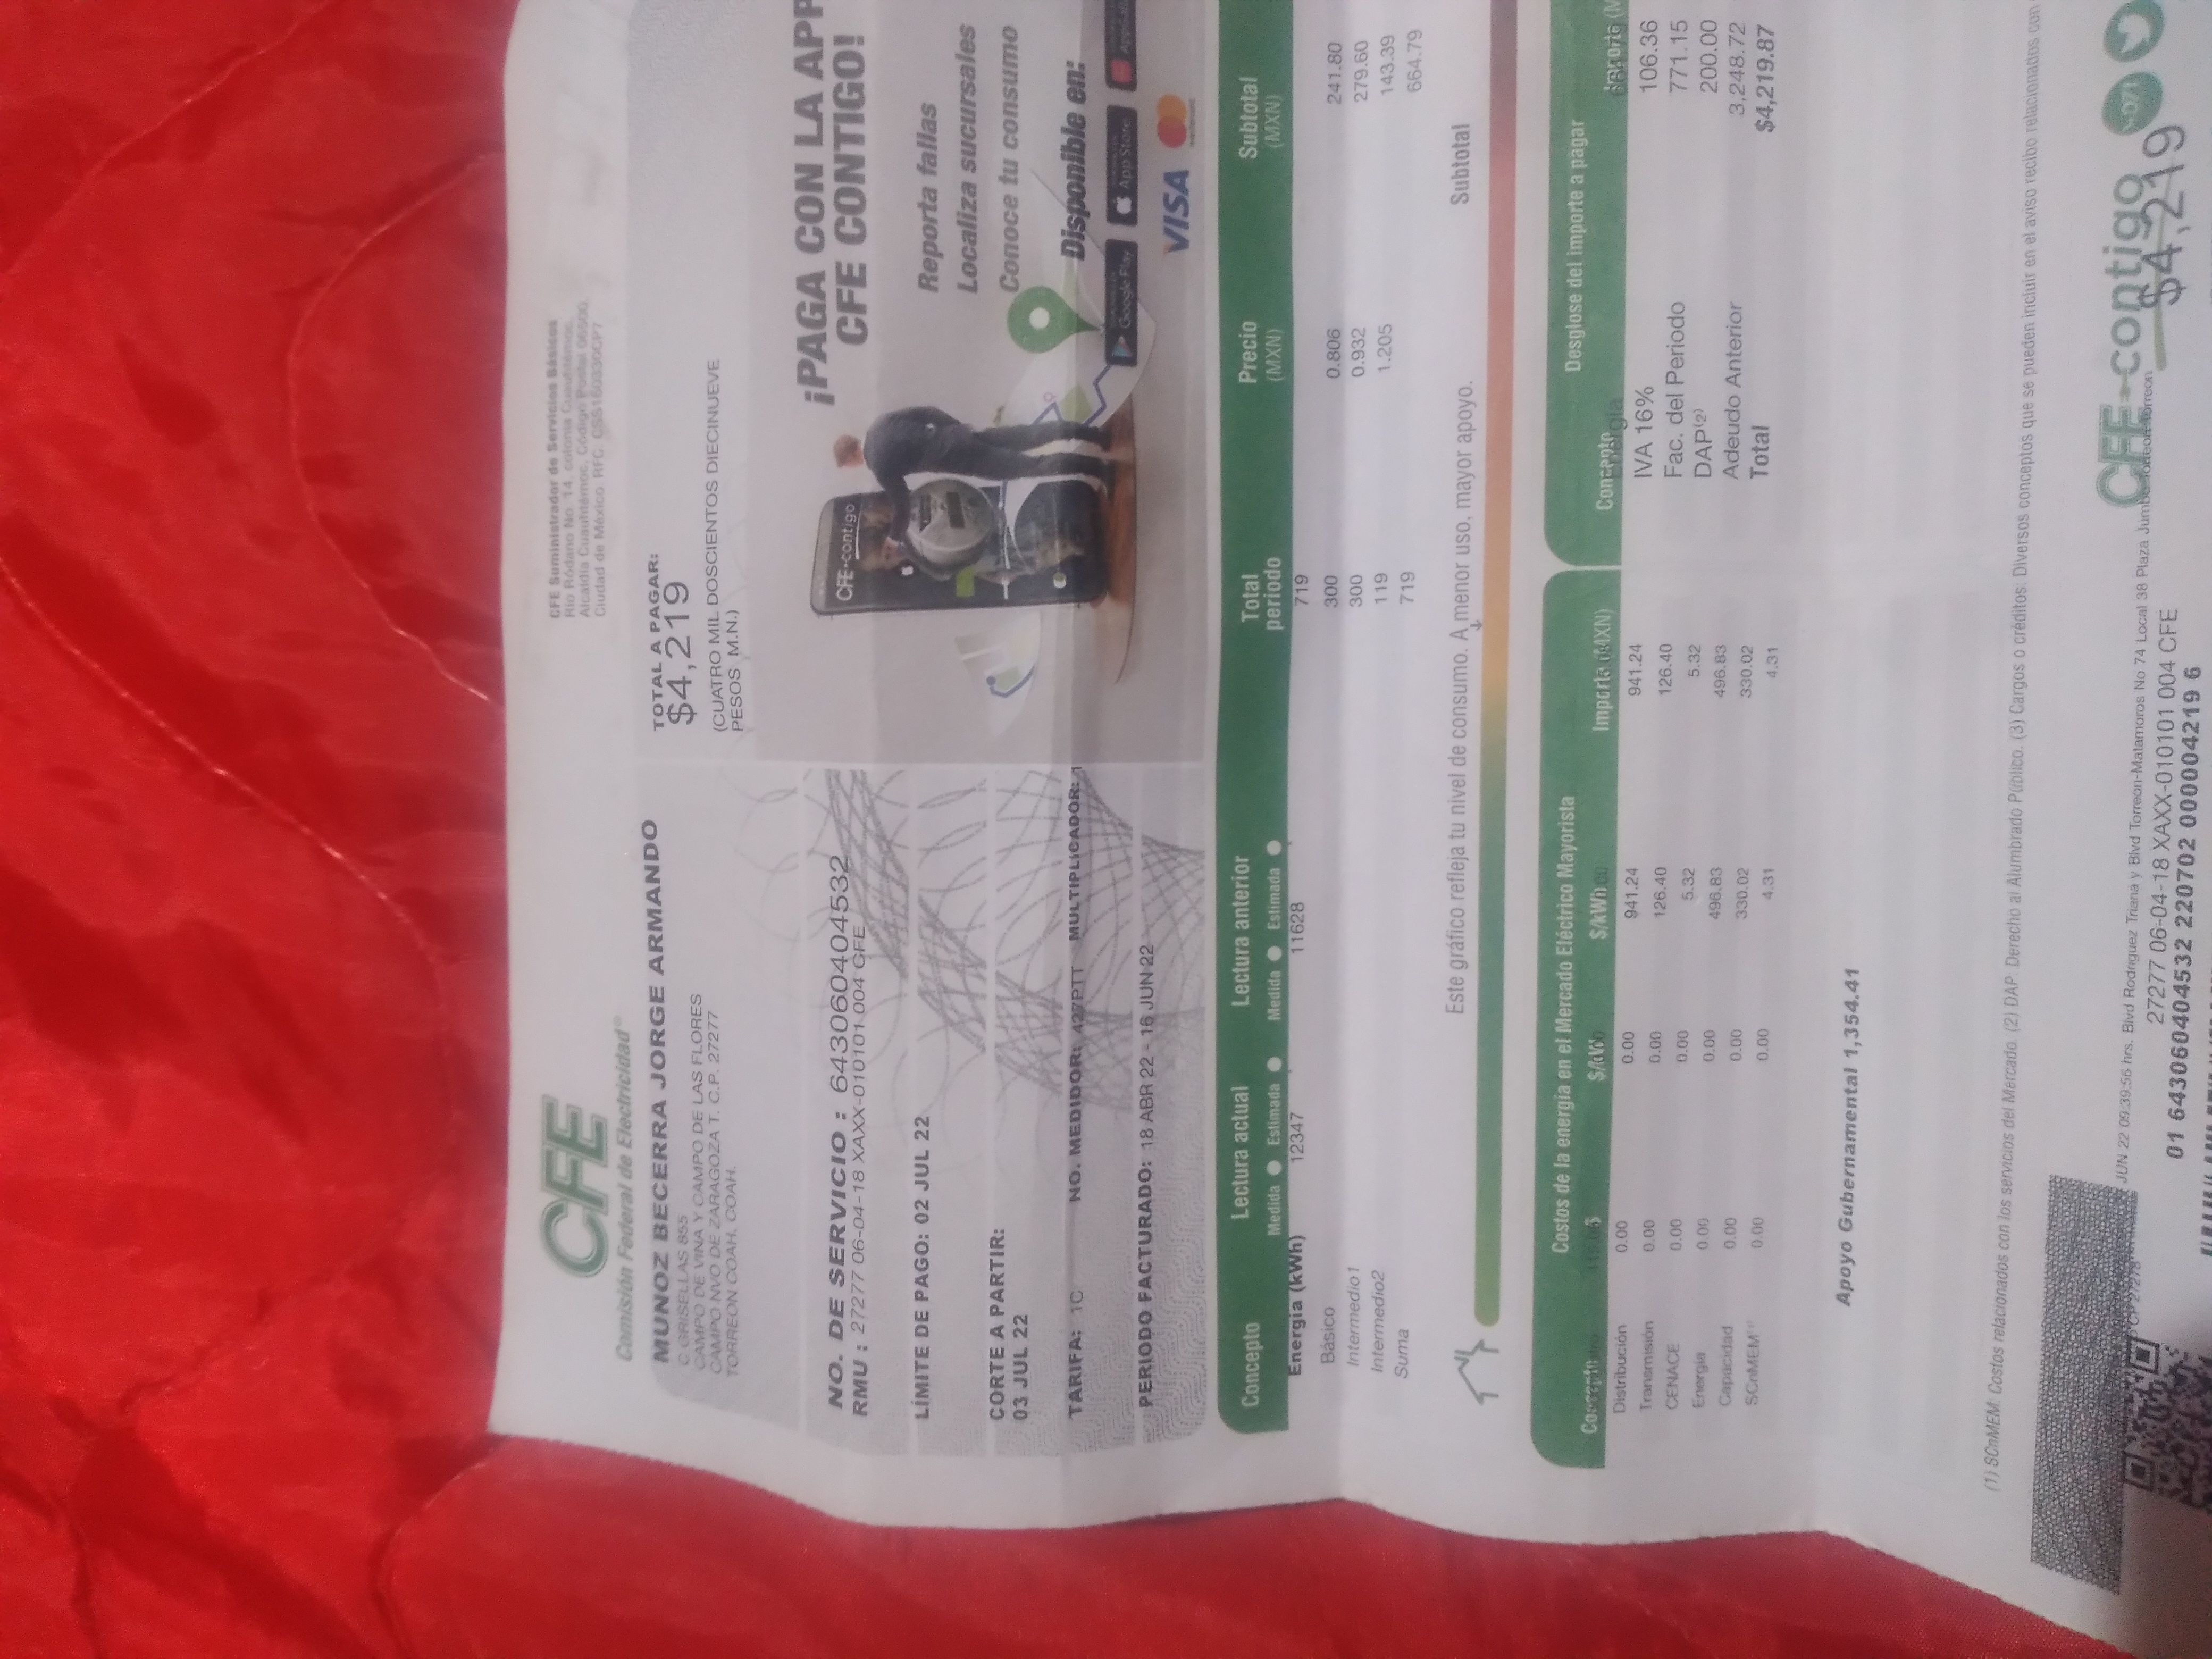 CFE
Comisión Federal de Electricidad®
CFE Suministrador de Servicios Básicos
Río Ródano No. 14, colonia Cuauhtémoc,
Alcaldía Cuauhtémoc, Código Postal 06500,
Ciudad de México. RFC: CSS160330CP7
MUNOZ BECERRA JORGE ARMANDO
C GRISELLAS 855
CAMPO DE VINA Y CAMPO DE LAS FLORES
CAMPO NVO DE ZARAGOZA T. C.P. 27277
TORREON COAH, COAH.
TOTAL A PAGAR:
$4,219
(CUATRO MIL DOSCIENTOS DIECINUEVE
PESOS M.N.)
NO. DE SERVICIO : 643060404532
RMU : 27277 06-04-18 XAXX-010101 004 CFE
LÍMITE DE PAGO: 02 JUL 22
CORTE A PARTIR:
03 JUL 22
TARIFA: 1C NO. MEDIDOR: 427PTT MULTIPLICADOR: 1
PERIODO FACTURADO: 18 ABR 22 - 16 JUN 22
¡PAGA CON LA APP
CFE CONTIGO!
CFE-contigo
Reporta fallas
Localiza sucursales
Conoce tu consumo
Disponible en:
Google Play App Store
VISA mastercard
Concepto Lectura actual Lectura anterior Total periodo Precio (MXN) Subtotal (MXN)
Medida Estimada Medida Estimada
Energía (kWh) 12347 11628 719
Básico 300 0.806 241.80
Intermedio1 300 0.932 279.60
Intermedio2 119 1.205 143.39
Suma 719 664.79
Este gráfico refleja tu nivel de consumo. A menor uso, mayor apoyo. Subtotal
Costos de la energía en el Mercado Eléctrico Mayorista
Concepto $ $/kW $/kWh Importe (MXN)
Distribución 0.00 0.00 941.24 941.24
Transmisión 0.00 0.00 126.40 126.40
CENACE 0.00 0.00 5.32 5.32
Energía 0.00 0.00 496.83 496.83
Capacidad 0.00 0.00 330.02 330.02
SCnMEM(1) 0.00 0.00 4.31 4.31
Apoyo Gubernamental 1,354.41
Desglose del importe a pagar
Concepto Importe (M
Energía 664.79
IVA 16% 106.36
Fac. del Periodo 771.15
DAP(2) 200.00
Adeudo Anterior 3,248.72
Total $4,219.87
(1) SCnMEM: Costos relacionados con los servicios del Mercado. (2) DAP: Derecho al Alumbrado Público. (3) Cargos o créditos: Diversos conceptos que se pueden incluir en el aviso recibo relacionados con
JUN 22 09:39:56 hrs. Blvd Rodriguez Triana y Blvd Torreon-Matamoros No 74 Local 38 Plaza Jumbo Torreon Torreon
CP 27278
CFE-contigo
071
27277 06-04-18 XAXX-010101 004 CFE
01 643060404532 220702 000004219 6
$4,219